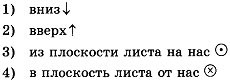 1) вниз↓
2) вверх↑
3) из плоскости листа на нас ⊙
4) в плоскость листа от нас ⊗